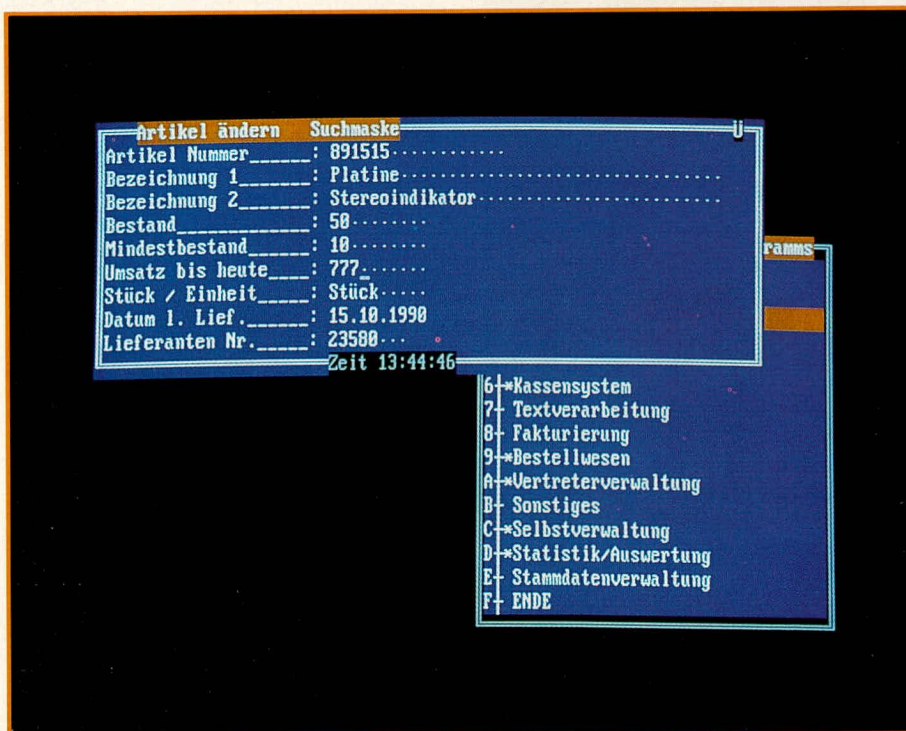 Artikel ändern Suchmaske Ü
Artikel Nummer______: 891515............
Bezeichnung 1_______: Platine...................................
Bezeichnung 2_______: Stereoindikator...........................
Bestand_____________: 50........
Mindestbestand______: 10........
Umsatz bis heute____: 777_.......
Stück / Einheit_____: Stück.....
Datum l. Lief.______: 15.10.1990
Lieferanten Nr._____: 23580...
Zeit 13:44:46
ramms
6 *Kassensystem
7 Textverarbeitung
8 Fakturierung
9 *Bestellwesen
A *Vertreterverwaltung
B Sonstiges
C *Selbstverwaltung
D *Statistik/Auswertung
E Stammdatenverwaltung
F ENDE